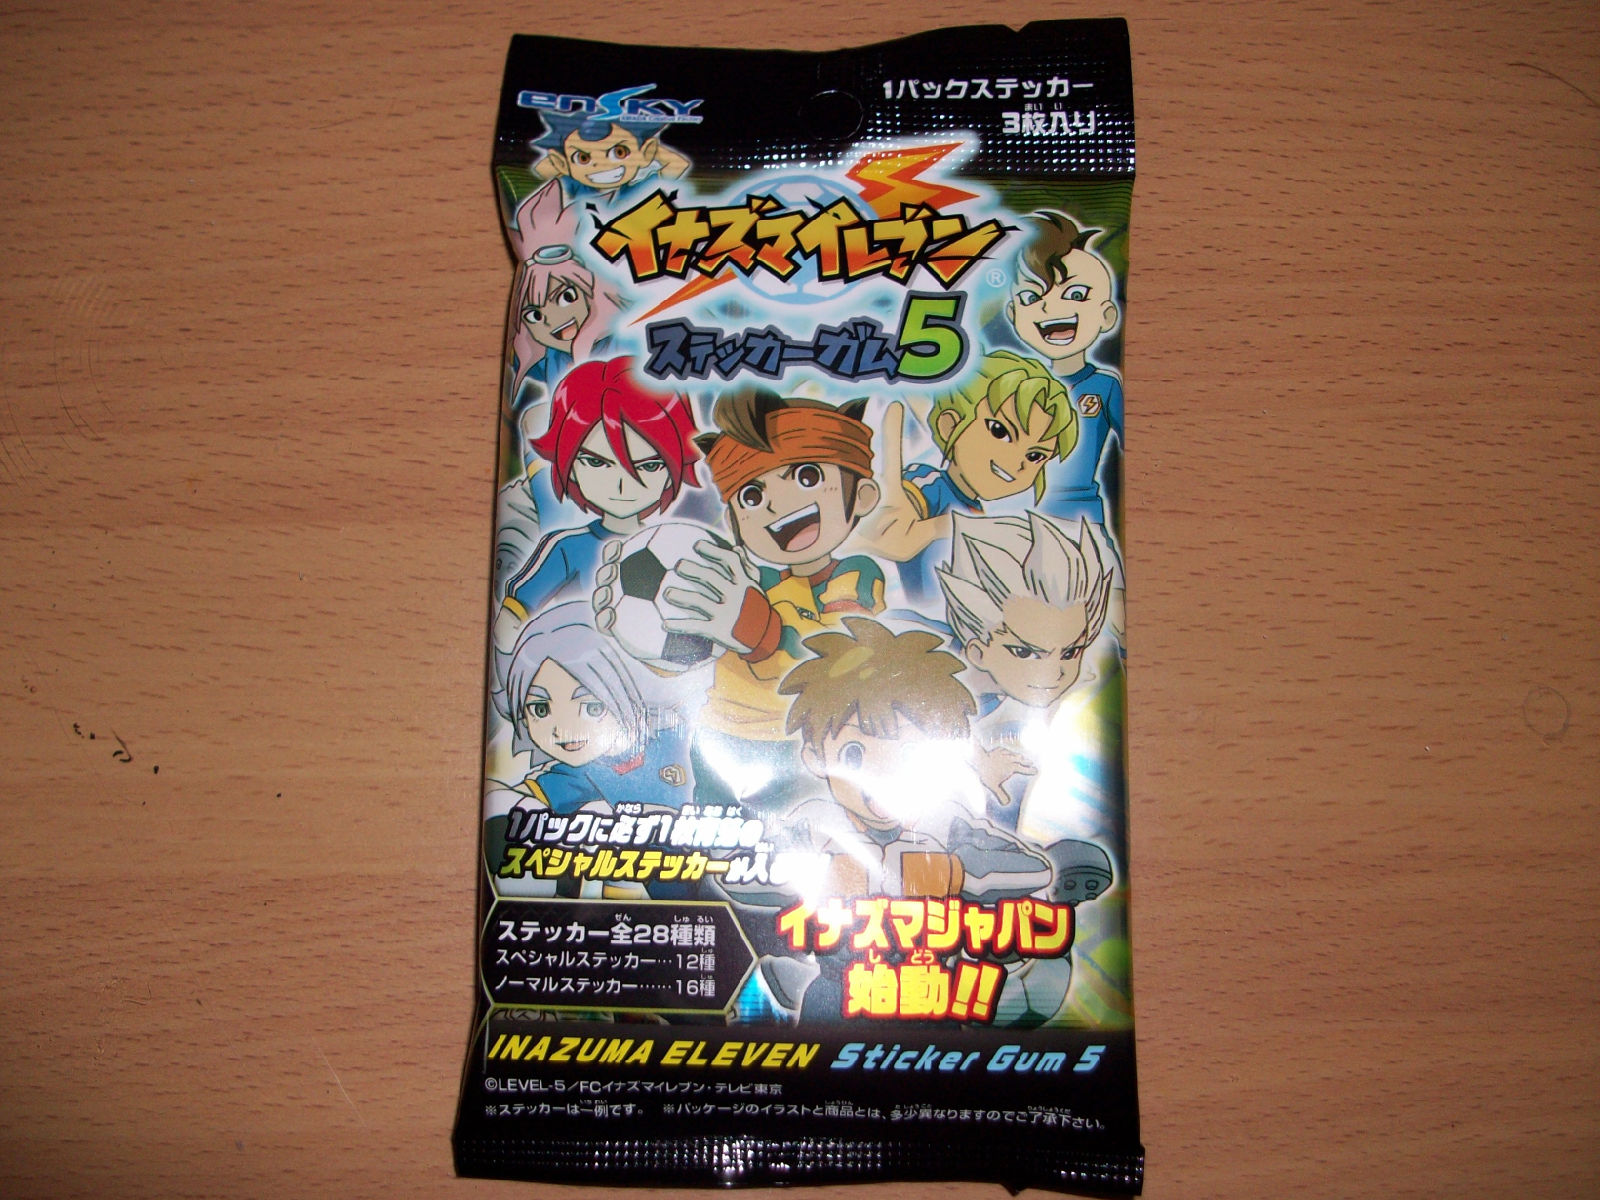 enSKY
1パックステッカー
3枚入り
イナズマイレブン
®
ステッカーガム5
1パックに必ず1枚
スペシャルステッカーが入
ステッカー全28種類
スペシャルステッカー…12種
ノーマルステッカー……16種
イナズマジャパン
始動!!
INAZUMA ELEVEN Sticker Gum 5
©LEVEL-5/FCイナズマイレブン・テレビ東京
※ステッカーは一例です。 ※パッケージのイラストと商品とは、多少異なりますのでご了承下さい。